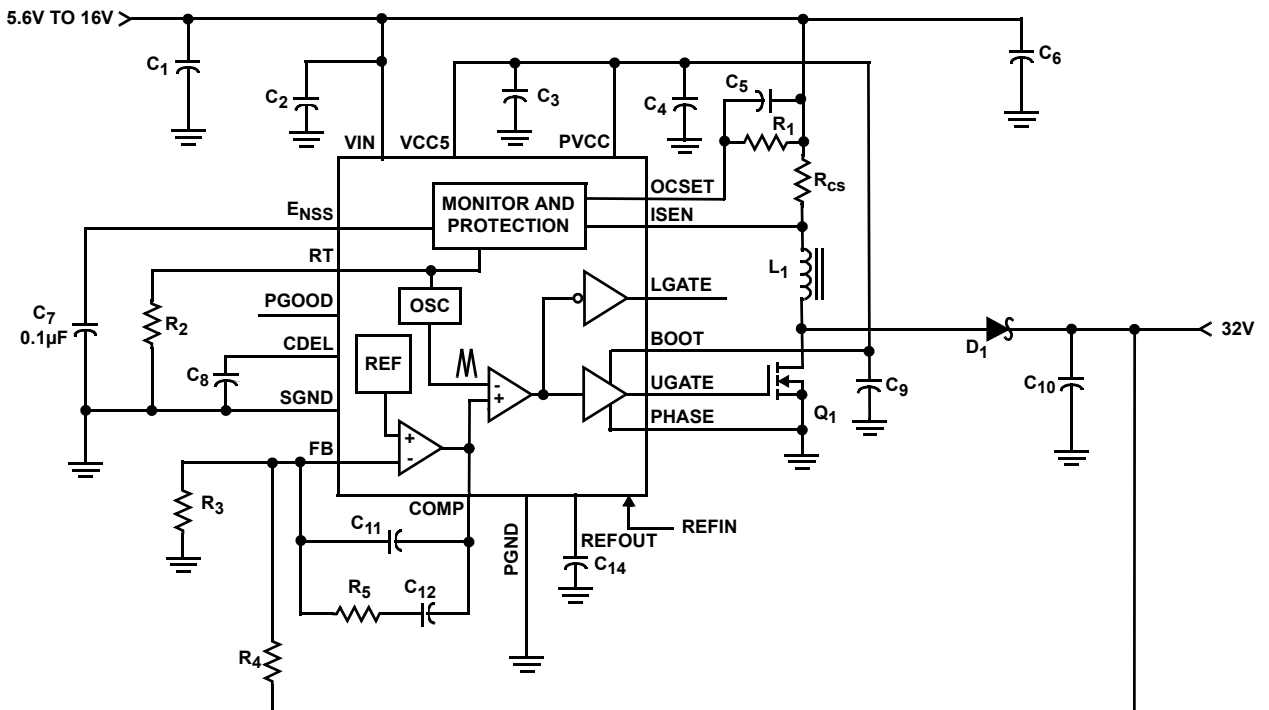 5.6V TO 16V
C1
C2
C3
C4
C5
C6
R1
VIN
VCC5
PVCC
Rcs
OCSET
MONITOR AND
PROTECTION
ENSS
ISEN
RT
L1
LGATE
PGOOD
OSC
C7
0.1µF
R2
32V
CDEL
BOOT
D1
REF
C8
UGATE
C10
C9
SGND
Q1
PHASE
+
-
-
+
FB
R3
COMP
C11
REFIN
REFOUT
PGND
C14
R5
C12
R4